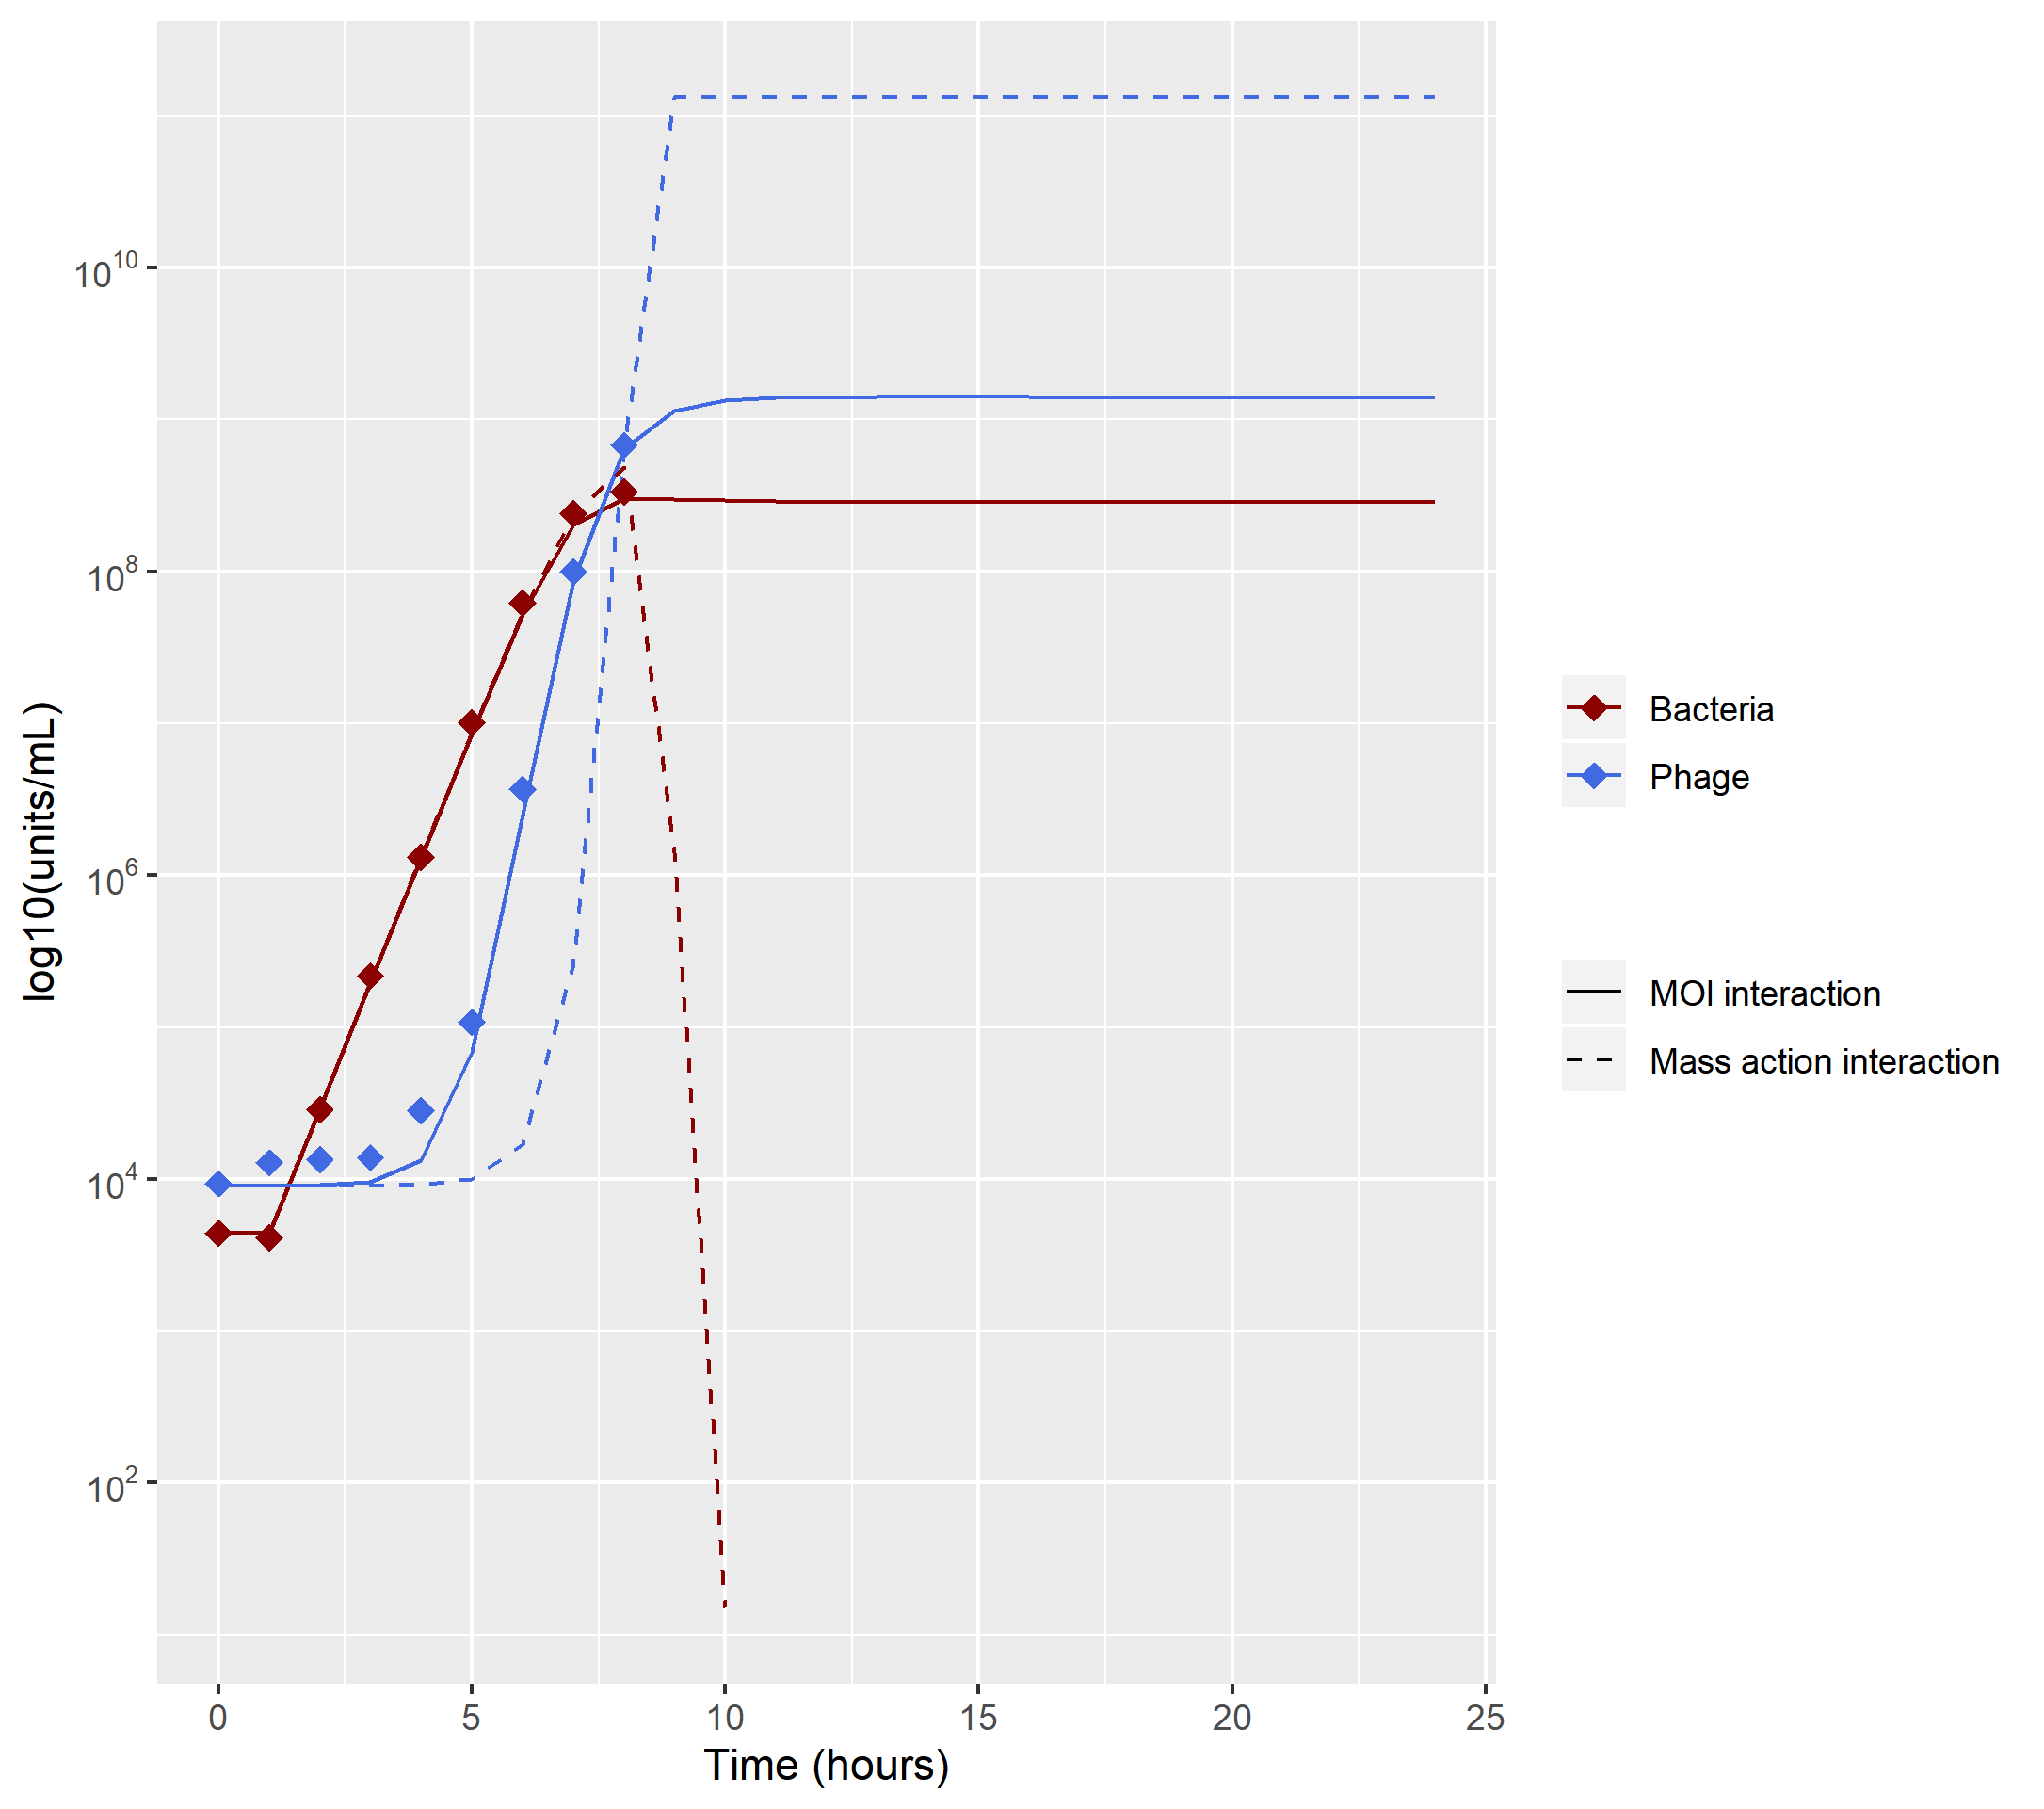 log10(units/mL)
10^10
10^8
10^6
10^4
10^2
0 5 10 15 20 25
Time (hours)
Bacteria
Phage
MOI interaction
Mass action interaction